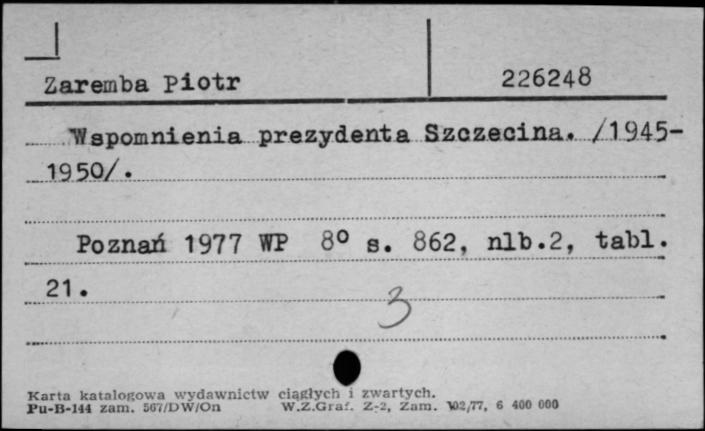 Zaremba Piotr 226248
Wspomnienia prezydenta Szczecina. /1945-
1950/.
Poznań 1977 WP 8° s. 862, nlb.2, tabl.
21.
3
Karta katalogowa wydawnictw ciągłych i zwartych.
Pu-B-144 zam. 567/DW/On W.Z.Graf. Z-2, Zam. 102/77, 6 400 000